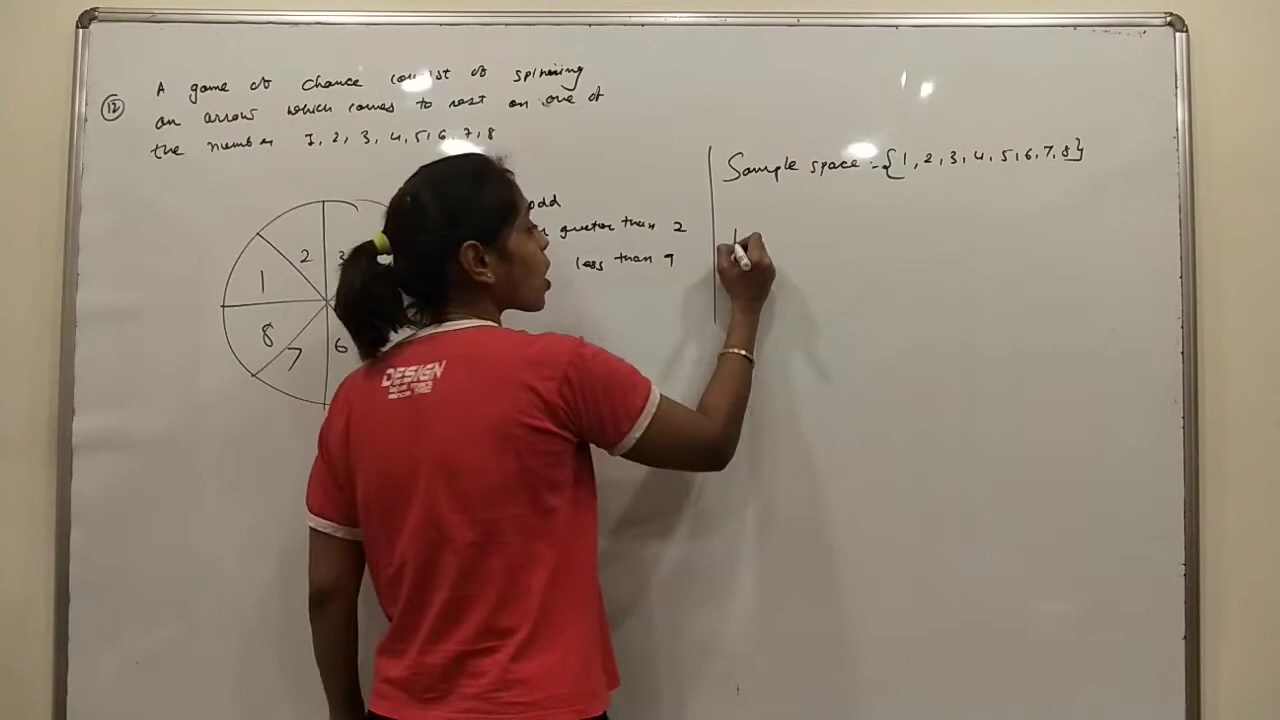 12 A game of chance consist of spinning
an arrow which comes to rest on one of
the number 1, 2, 3, 4, 5, 6, 7, 8
odd
greater than 2
less than 9
1
2
3
8
7
6
Sample space :- {1, 2, 3, 4, 5, 6, 7, 8}
DESIGN